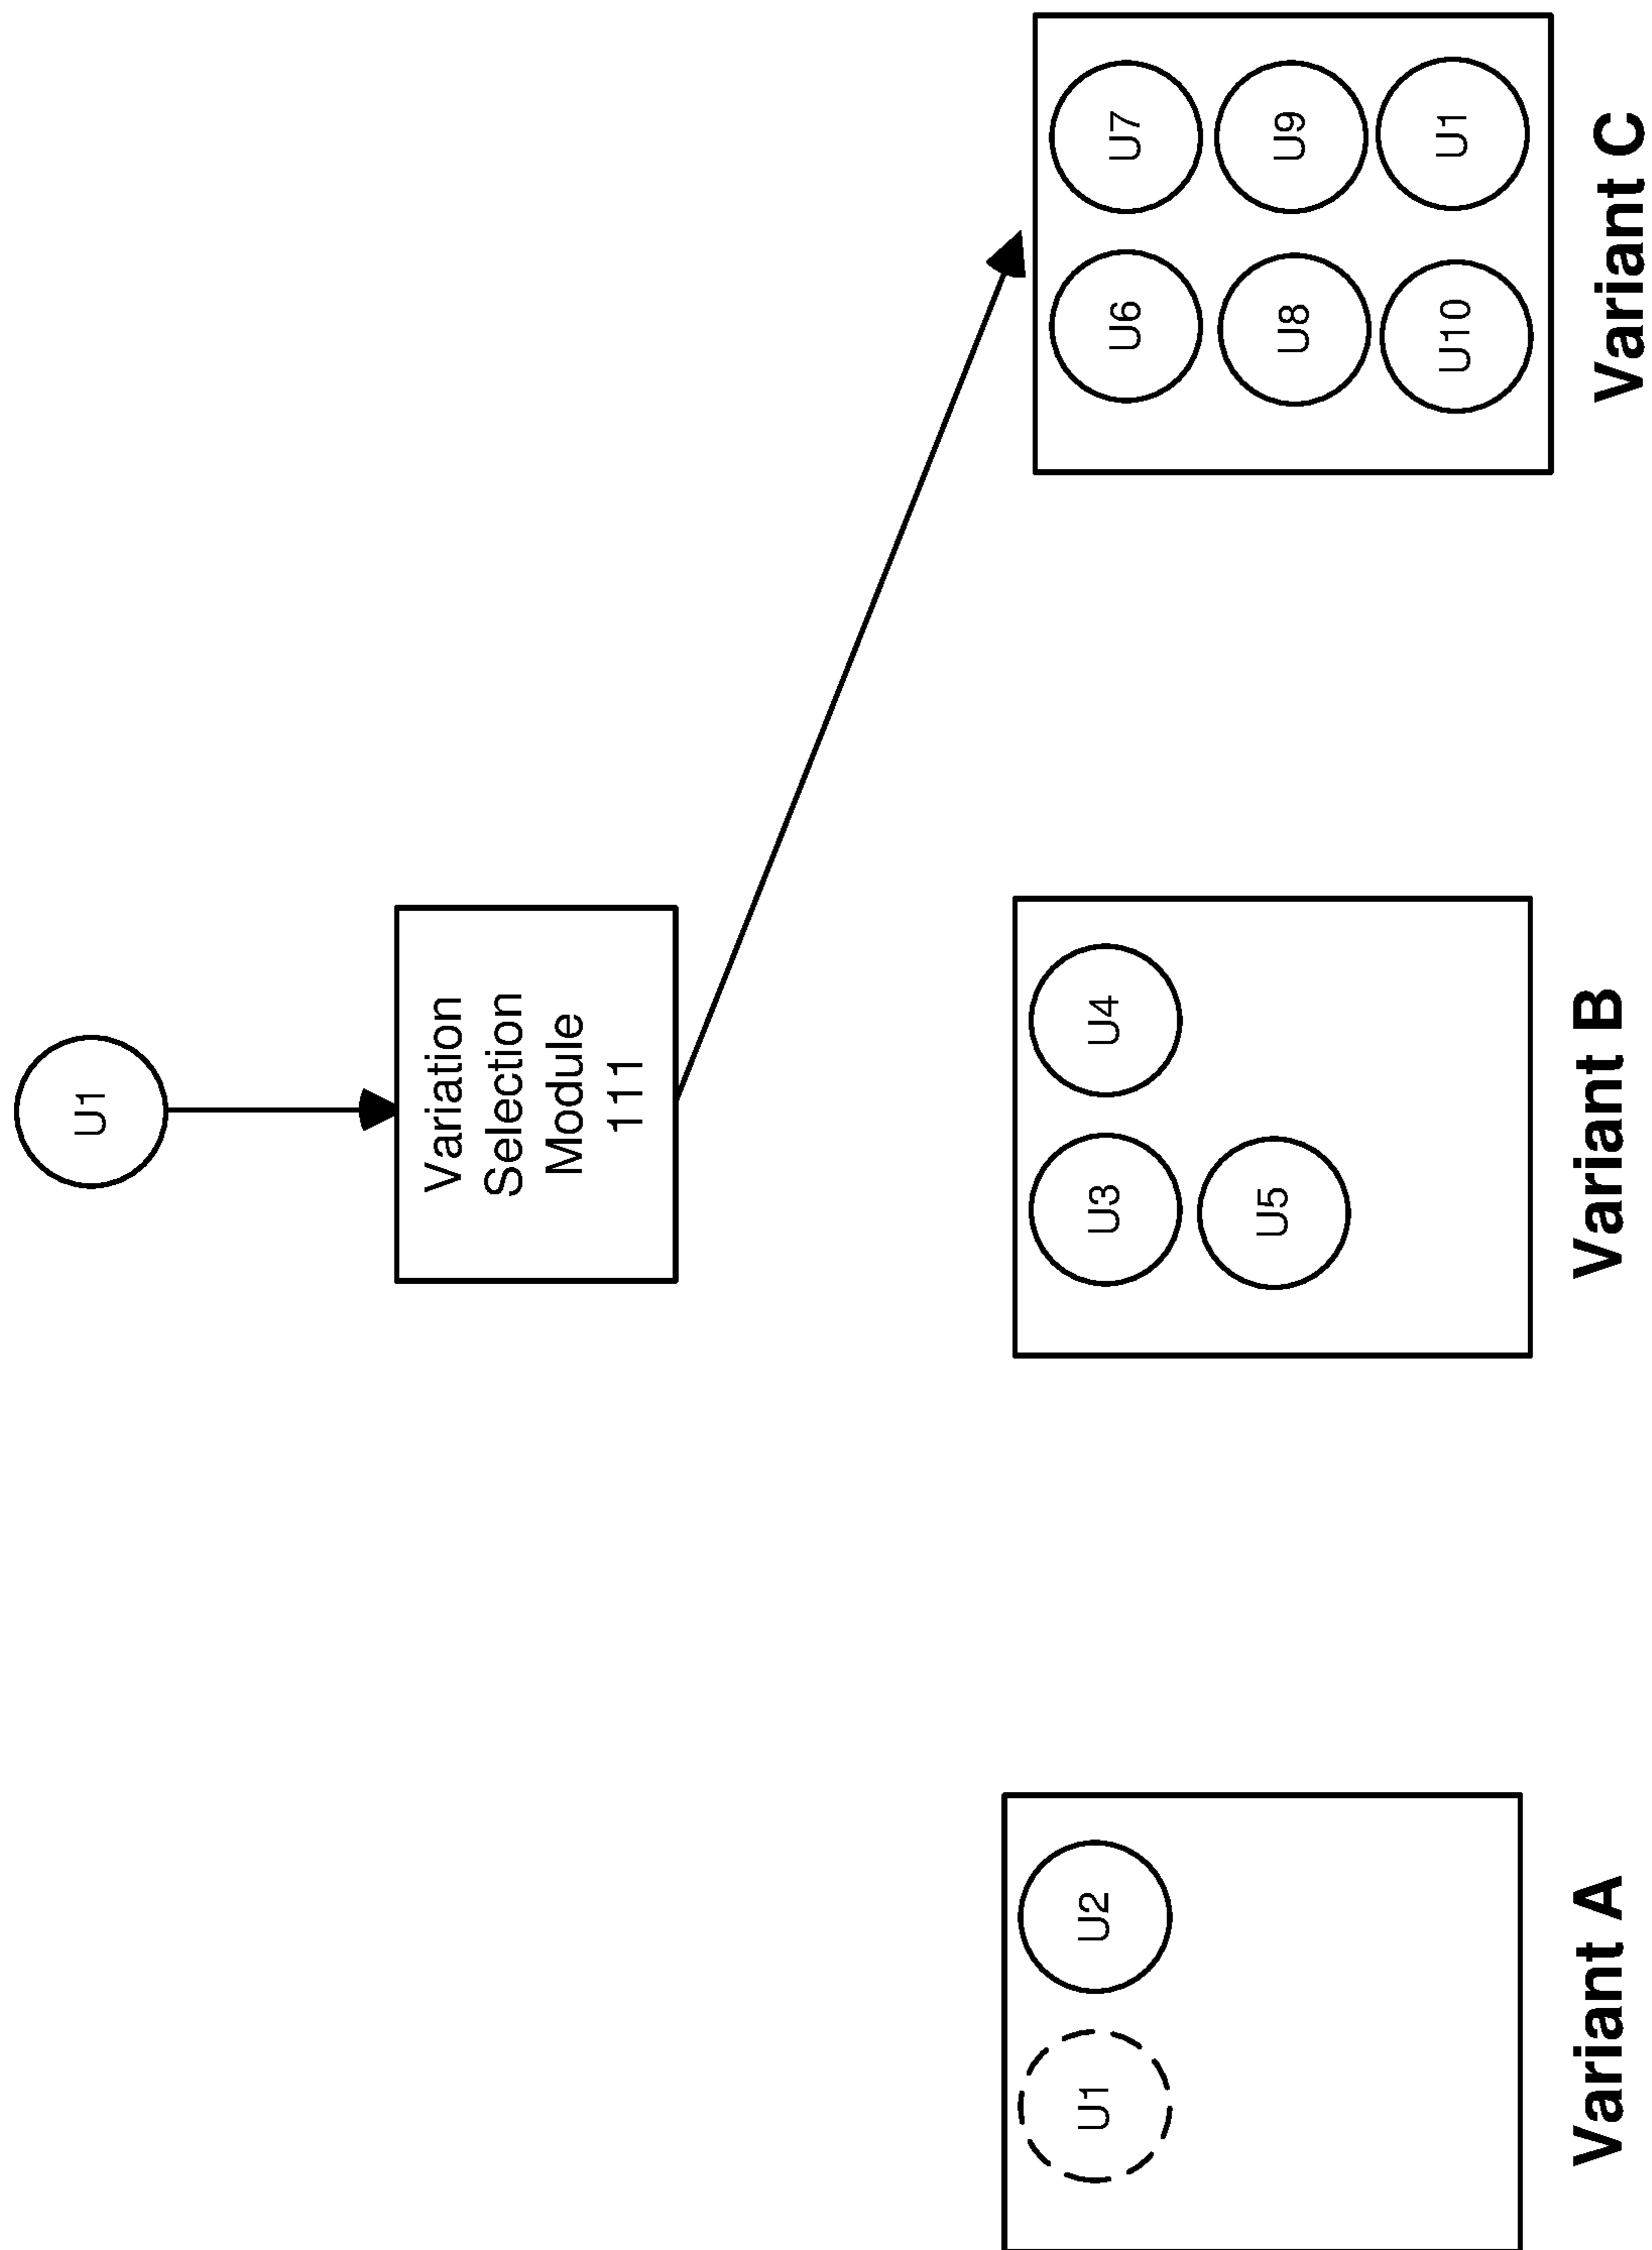 U1
Variation
Selection
Module
111
U1
U2
Variant A
U3
U4
U5
Variant B
U6
U7
U8
U9
U10
U1
Variant C